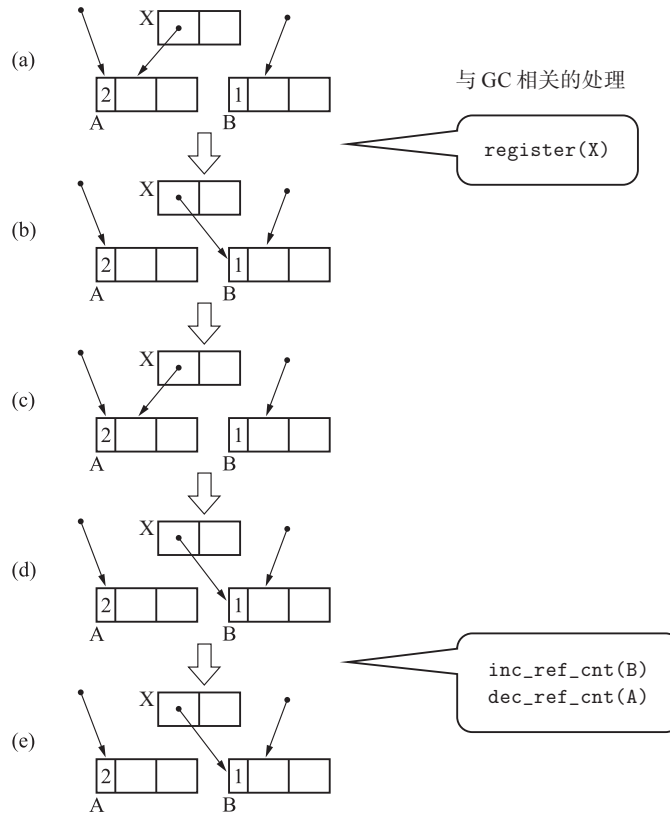 X
(a)
与 GC 相关的处理
2
1
A
B
register(X)
X
(b)
2
1
A
B
X
(c)
2
1
A
B
X
(d)
2
1
A
B
inc_ref_cnt(B)
dec_ref_cnt(A)
X
(e)
2
1
A
B